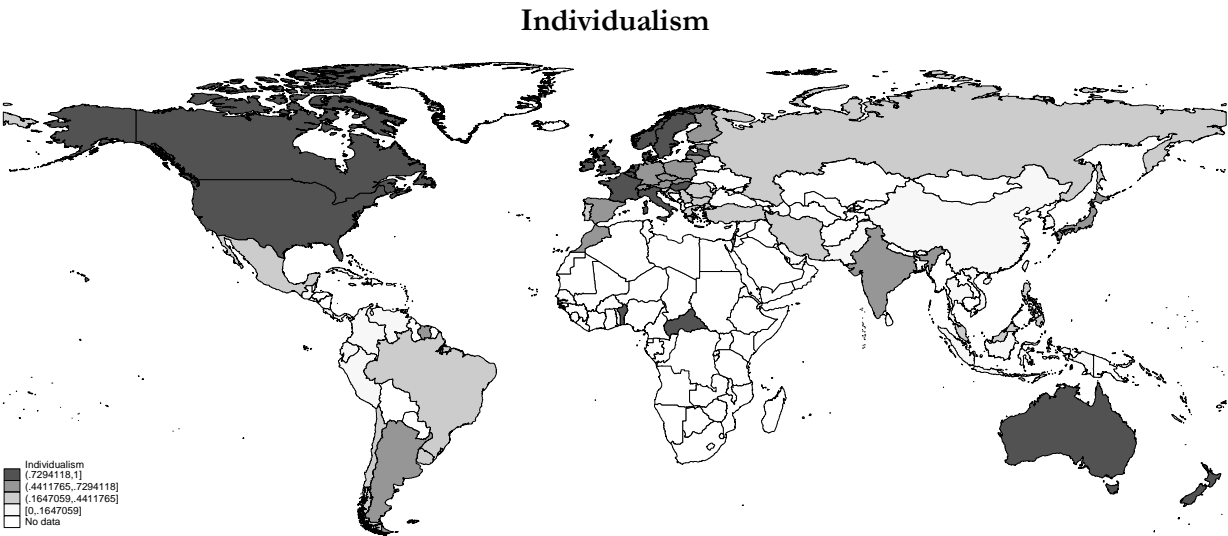 Individualism
Individualism
(.7294118,1]
(.4411765,.7294118]
(.1647059,.4411765]
[0,.1647059]
No data